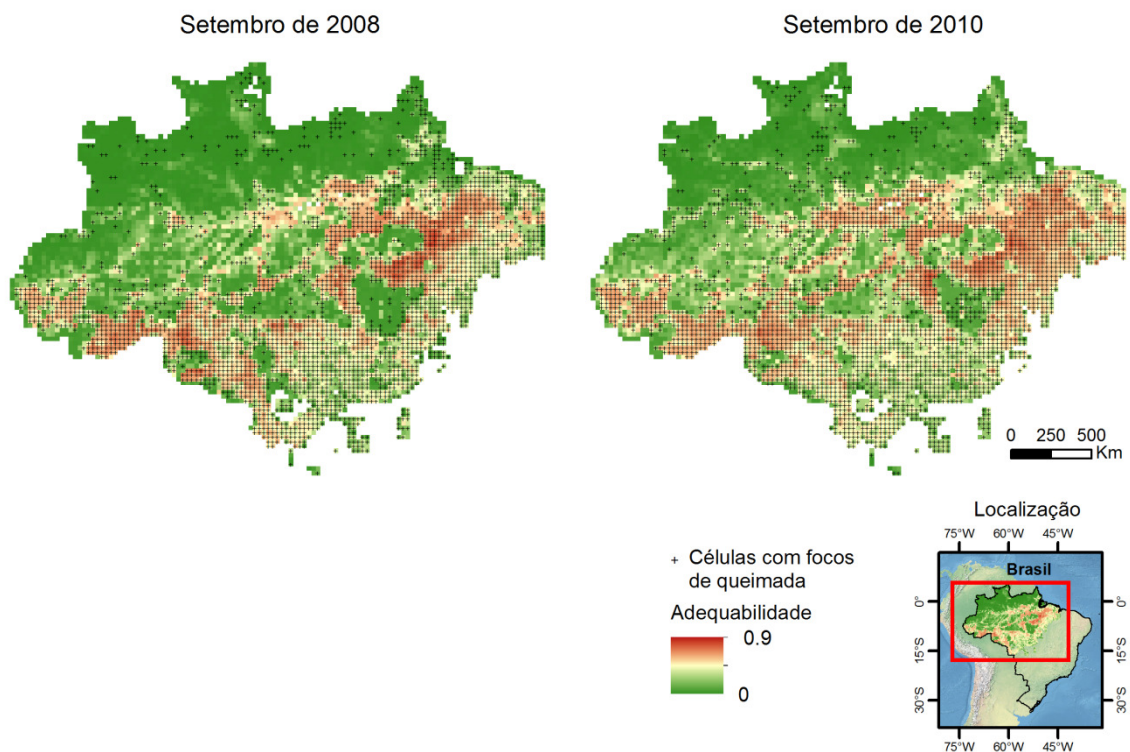 Setembro de 2008
Setembro de 2010
0 250 500
Km
Localização
75°W 60°W 45°W
Brasil
0°
0°
15°S
15°S
30°S
30°S
75°W 60°W 45°W
+ Células com focos
de queimada
Adequabilidade
0.9
0